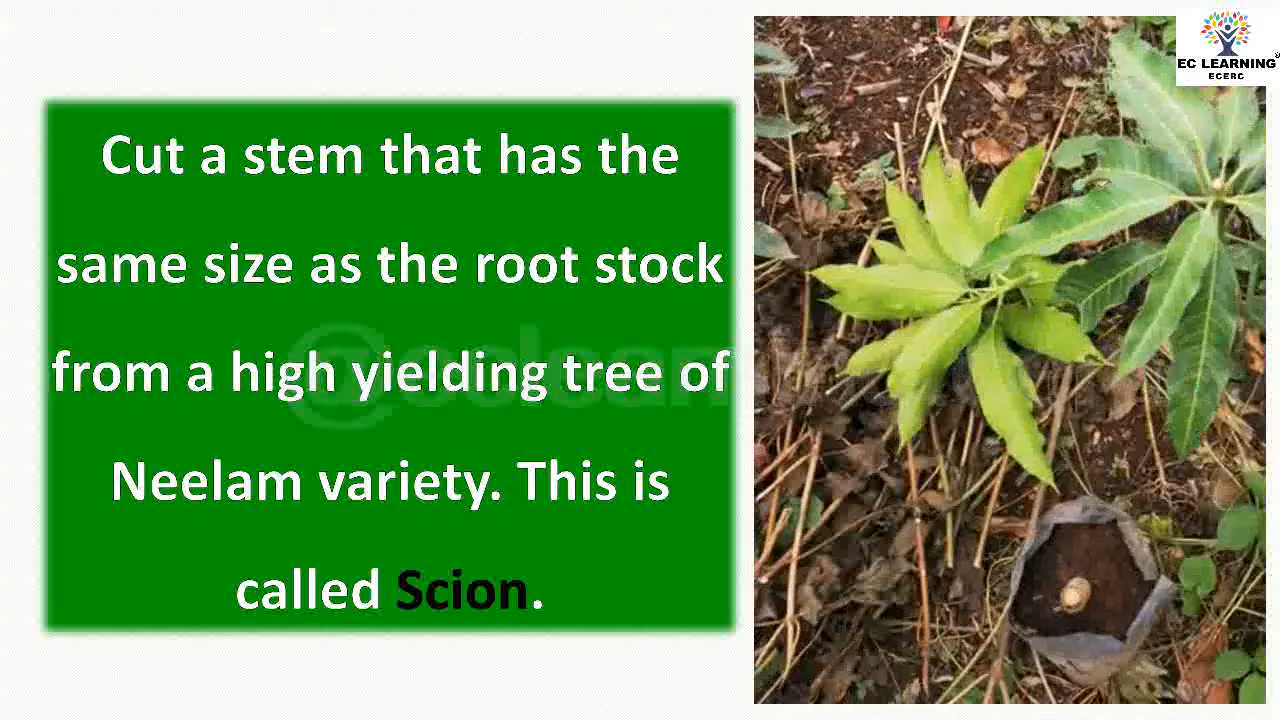 Cut a stem that has the
same size as the root stock
from a high yielding tree of
Neelam variety. This is
called Scion.
EC LEARNING
ECERC